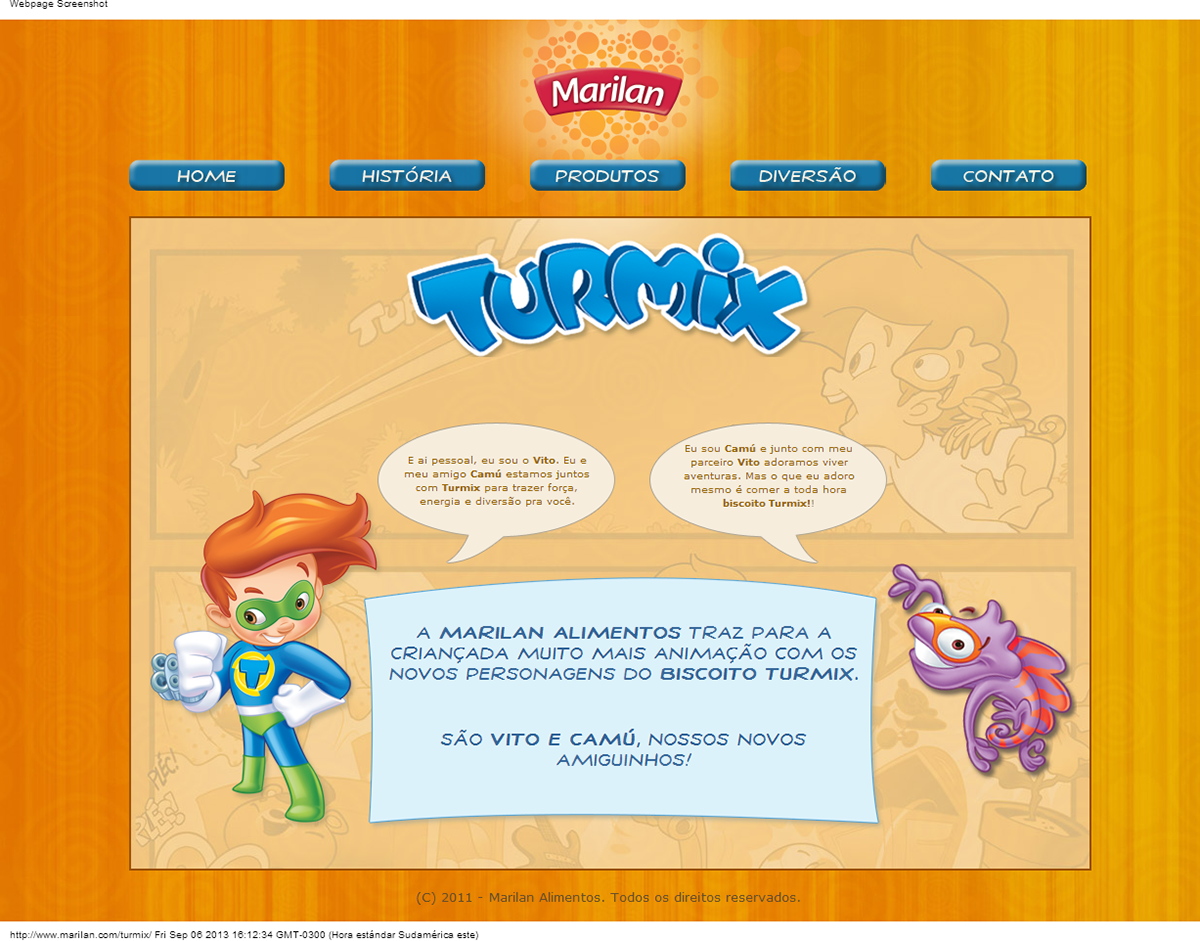 Webpage Screenshot
Marilan
HOME
HISTÓRIA
PRODUTOS
DIVERSÃO
CONTATO
TURMIX
E ai pessoal, eu sou o Vito. Eu e
meu amigo Camú estamos juntos
com Turmix para trazer força,
energia e diversão pra você.
Eu sou Camú e junto com meu
parceiro Vito adoramos viver
aventuras. Mas o que eu adoro
mesmo é comer a toda hora
biscoito Turmix!!
T
A MARILAN ALIMENTOS TRAZ PARA A
CRIANÇADA MUITO MAIS ANIMAÇÃO COM OS
NOVOS PERSONAGENS DO BISCOITO TURMIX.
SÃO VITO E CAMÚ, NOSSOS NOVOS
AMIGUINHOS!
PLÉC!
(C) 2011 - Marilan Alimentos. Todos os direitos reservados.
http://www.marilan.com/turmix/ Fri Sep 06 2013 16:12:34 GMT-0300 (Hora estándar Sudamérica este)